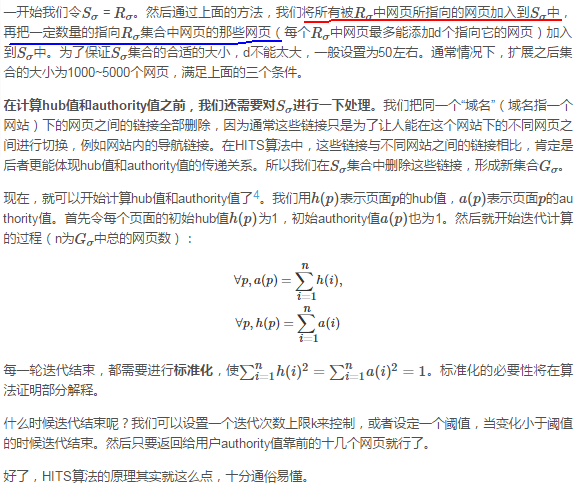 一开始我们令Sσ = Rσ。然后通过上面的方法，我们将所有被Rσ中网页所指向的网页加入到Sσ中，
再把一定数量的指向Rσ集合中网页的那些网页（每个Rσ中网页最多能添加d个指向它的网页）加入
到Sσ中。为了保证Sσ集合的合适的大小，d不能太大，一般设置为50左右。通常情况下，扩展之后集
合的大小为1000~5000个网页，满足上面的三个条件。
在计算hub值和authority值之前，我们还需要对Sσ进行一下处理。我们把同一个“域名”（域名指一个
网站）下的网页之间的链接全部删除，因为通常这些链接只是为了让人能在这个网站下的不同网页之
间进行切换，例如网站内的导航链接。在HITS算法中，这些链接与不同网站之间的链接相比，肯定是
后者更能体现hub值和authority值的传递关系。所以我们在Sσ集合中删除这些链接，形成新集合Gσ。
现在，就可以开始计算hub值和authority值了4。我们用h(p)表示页面p的hub值，a(p)表示页面p的au
thority值。首先令每个页面的初始hub值h(p)为1，初始authority值a(p)也为1。然后就开始迭代计算
的过程（n为Gσ中总的网页数）：
∀p, a(p) = ∑_{i=1}^{n} h(i),
∀p, h(p) = ∑_{i=1}^{n} a(i)
每一轮迭代结束，都需要进行标准化，使∑_{i=1}^{n} h(i)² = ∑_{i=1}^{n} a(i)² = 1。标准化的必要性将在算
法证明部分解释。
什么时候迭代结束呢？我们可以设置一个迭代次数上限k来控制，或者设定一个阈值，当变化小于阈值
的时候迭代结束。然后只要返回给用户authority值靠前的十几个网页就行了。
好了，HITS算法的原理其实就这么点，十分通俗易懂。